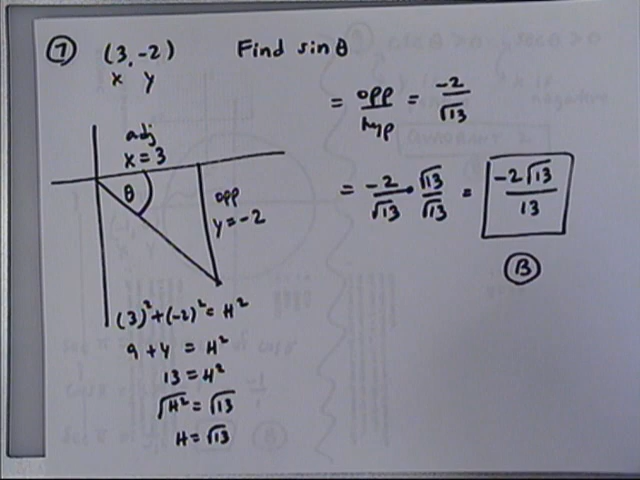 ⑦ (3, -2) Find sin θ
x y
= opp/hyp = -2/√13
adj
x = 3
θ
opp
y = -2
= -2/√13 • √13/√13 = -2√13/13
Ⓑ
(3)² + (-2)² = H²
9 + 4 = H²
13 = H²
√H² = √13
H = √13